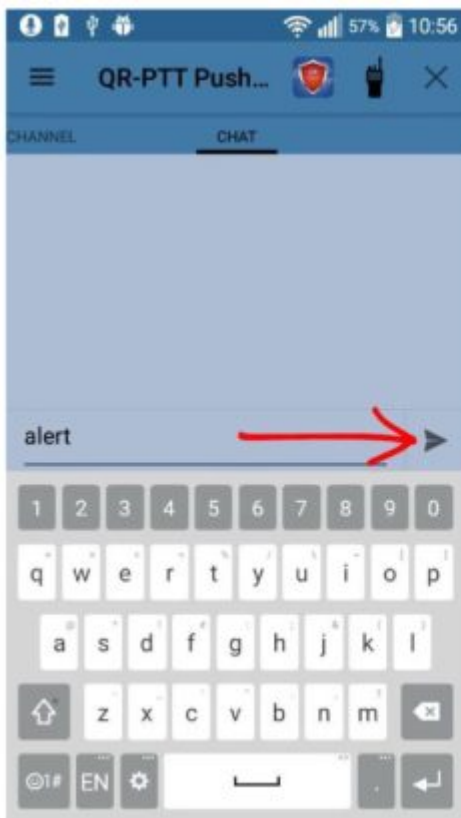 57% 10:56
QR-PTT Push...
CHANNEL CHAT
alert
1 2 3 4 5 6 7 8 9 0
q w e r t y u i o p
a s d f g h j k l
z x c v b n m
☺1# EN .